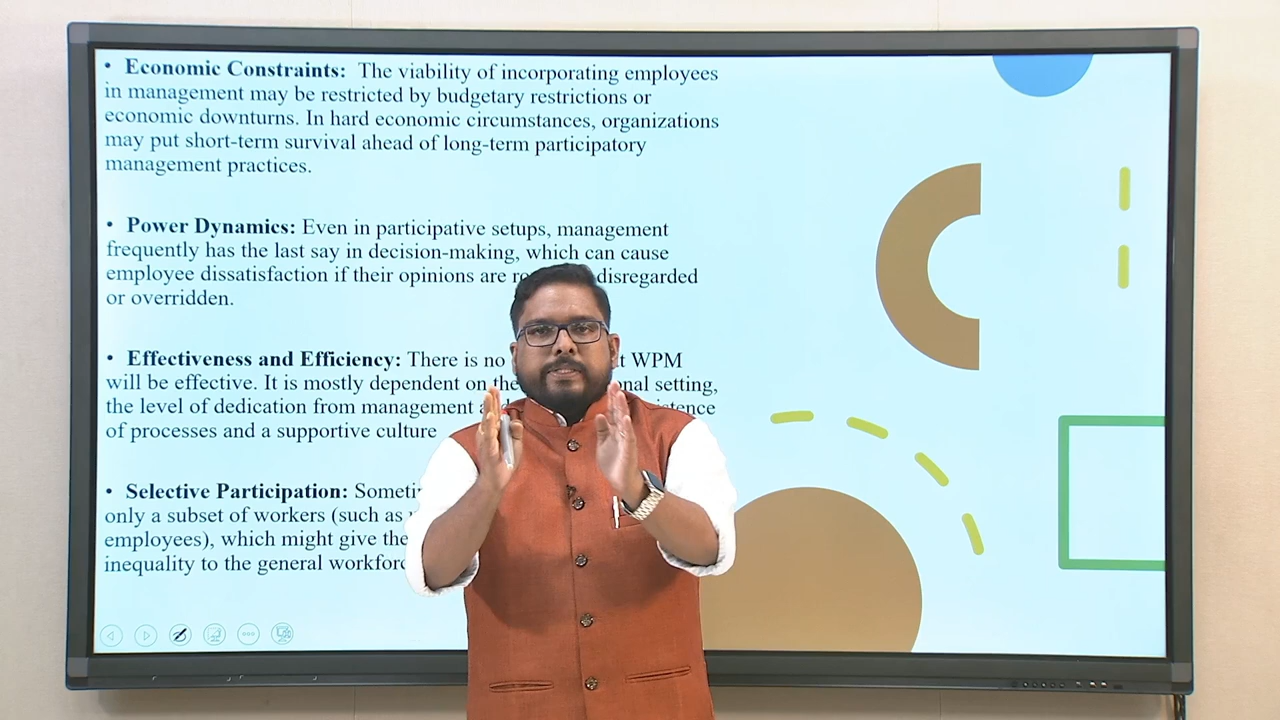 • Economic Constraints: The viability of incorporating employees
in management may be restricted by budgetary restrictions or
economic downturns. In hard economic circumstances, organizations
may put short-term survival ahead of long-term participatory
management practices.
• Power Dynamics: Even in participative setups, management
frequently has the last say in decision-making, which can cause
employee dissatisfaction if their opinions are disregarded
or overridden.
• Effectiveness and Efficiency: There is no WPM
will be effective. It is mostly dependent on the setting,
the level of dedication from management
of processes and a supportive culture
• Selective Participation:
only a subset of workers (such as
employees), which might give the
inequality to the general